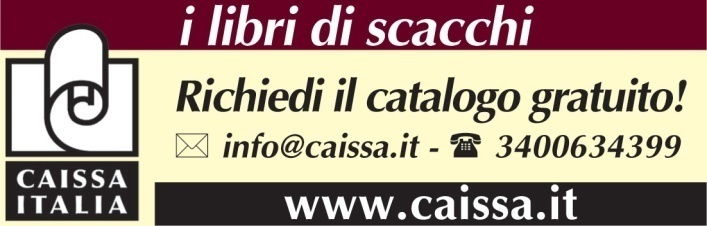 i libri di scacchi
Richiedi il catalogo gratuito!
✉ info@caissa.it - ☎ 3400634399
CAISSA
ITALIA
www.caissa.it